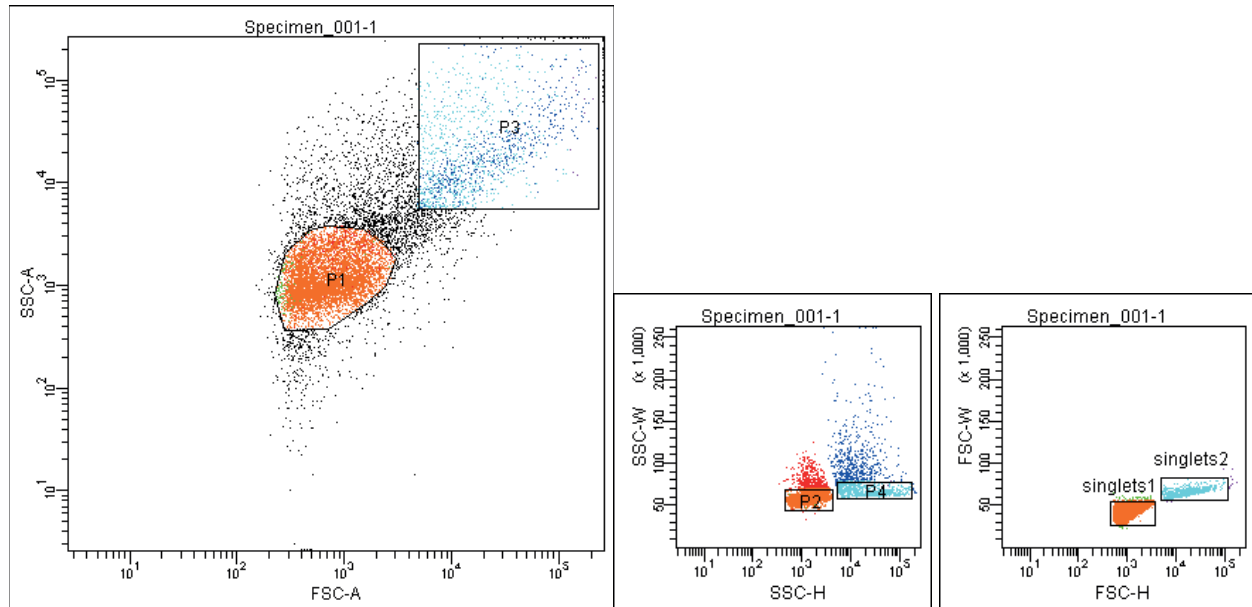 Specimen_001-1
SSC-A
10^5
10^4
10^3
10^2
10^1
P3
P1
10^1 10^2 10^3 10^4 10^5
FSC-A
Specimen_001-1
SSC-W (x 1,000)
250
200
150
100
50
P2 P4
10^1 10^2 10^3 10^4 10^5
SSC-H
Specimen_001-1
FSC-W (x 1,000)
250
200
150
100
50
singlets2
singlets1
10^1 10^2 10^3 10^4 10^5
FSC-H